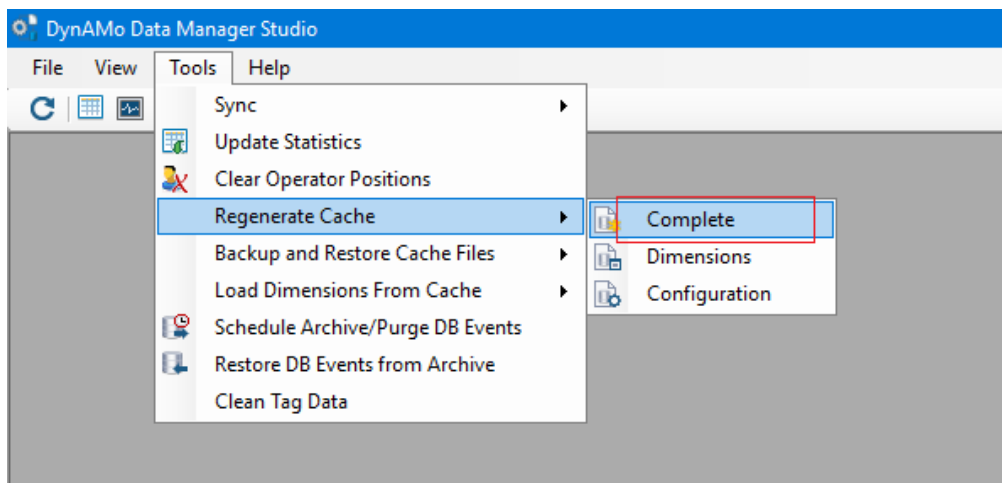 DynAMo Data Manager Studio
File View Tools Help
Sync
Update Statistics
Clear Operator Positions
Regenerate Cache
Complete
Backup and Restore Cache Files
Dimensions
Load Dimensions From Cache
Configuration
Schedule Archive/Purge DB Events
Restore DB Events from Archive
Clean Tag Data